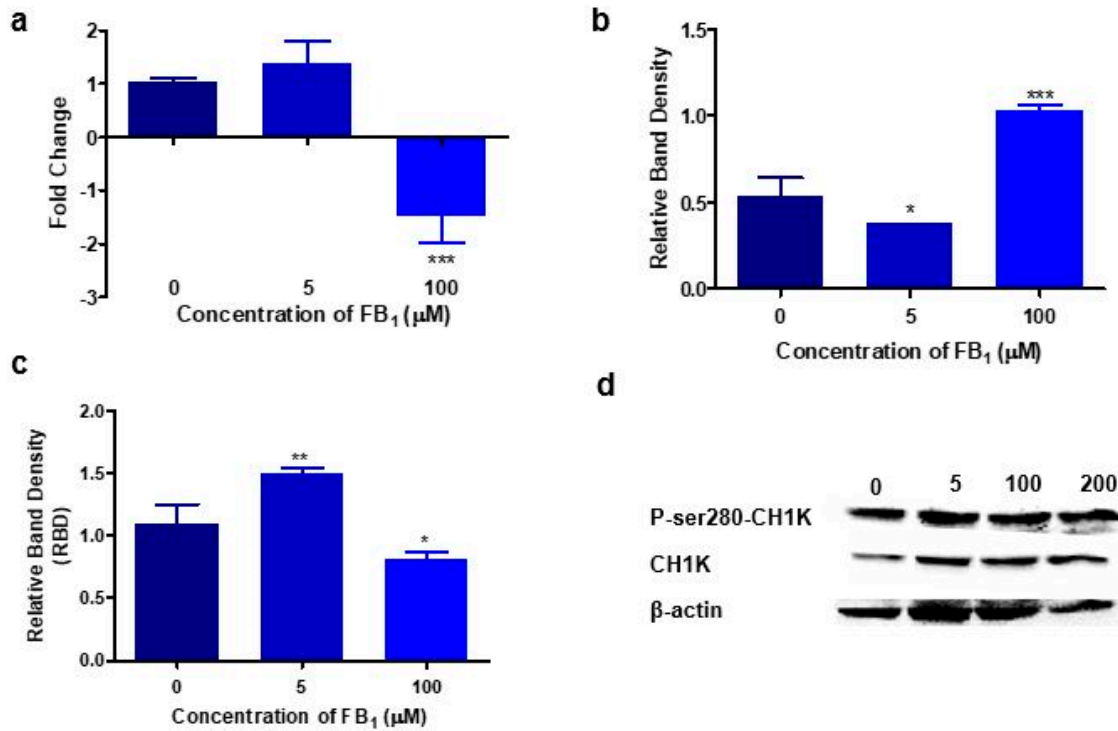 a
2
1
0
-1
-2
-3
Fold Change
***
0 5 100
Concentration of FB₁ (μM)
b
1.5
1.0
0.5
0.0
Relative Band Density
* ***
0 5 100
Concentration of FB₁ (μM)
c
2.0
1.5
1.0
0.5
0.0
Relative Band Density
(RBD)
** *
0 5 100
Concentration of FB₁ (μM)
d
0 5 100 200
P-ser280-CH1K
CH1K
β-actin